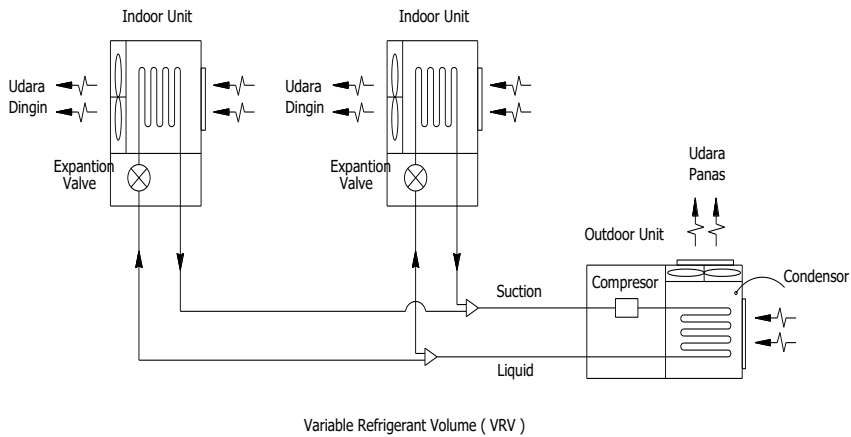 Indoor Unit
Indoor Unit
Udara
Dingin
Udara
Dingin
Expantion
Valve
Expantion
Valve
Udara
Panas
Outdoor Unit
Compresor
Condensor
Suction
Liquid
Variable Refrigerant Volume ( VRV )